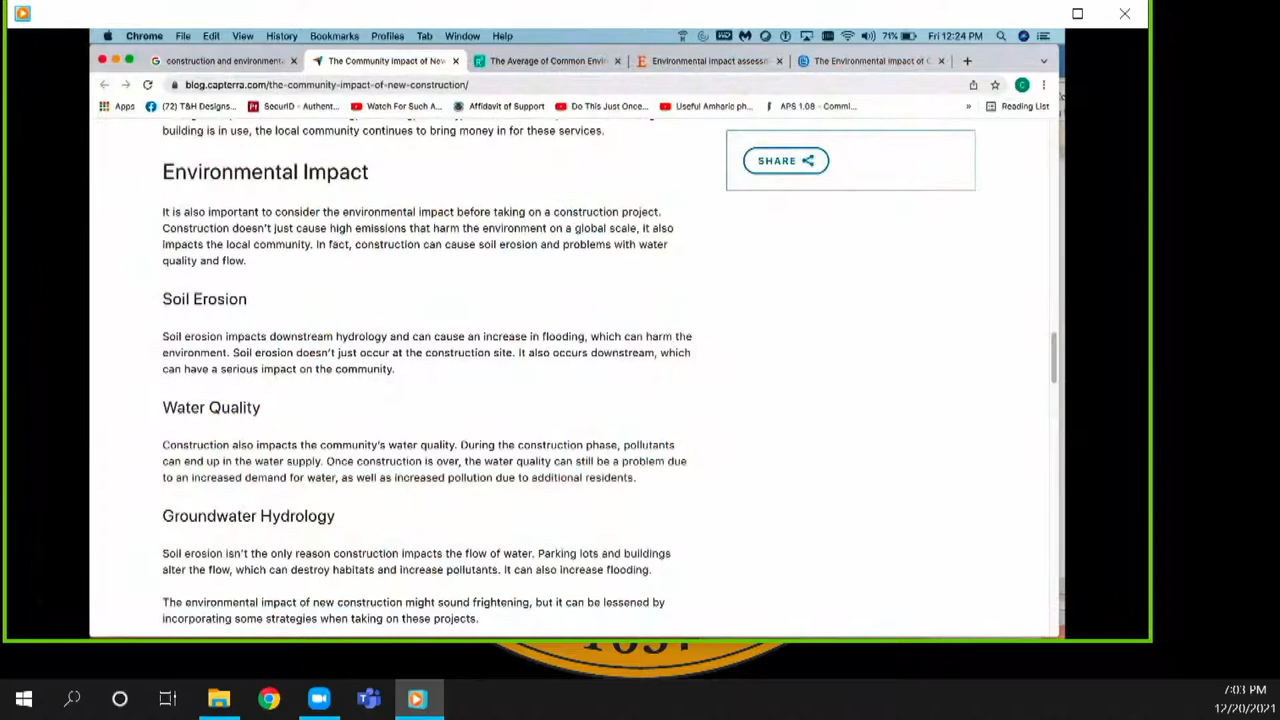 Chrome File Edit View History Bookmarks Profiles Tab Window Help 71% Fri 12:24 PM
construction and environment The Community Impact of New The Average of Common Envir Environmental impact assessm The Environmental Impact of C
blog.capterra.com/the-community-impact-of-new-construction/
Apps (72) T&H Designs... SecurID - Authent... Watch For Such A... Affidavit of Support Do This Just Once... Useful Amharic ph... APS 1.08 - Commi... » Reading List
building is in use, the local community continues to bring money in for these services.
SHARE
Environmental Impact
It is also important to consider the environmental impact before taking on a construction project.
Construction doesn't just cause high emissions that harm the environment on a global scale, it also
impacts the local community. In fact, construction can cause soil erosion and problems with water
quality and flow.
Soil Erosion
Soil erosion impacts downstream hydrology and can cause an increase in flooding, which can harm the
environment. Soil erosion doesn't just occur at the construction site. It also occurs downstream, which
can have a serious impact on the community.
Water Quality
Construction also impacts the community's water quality. During the construction phase, pollutants
can end up in the water supply. Once construction is over, the water quality can still be a problem due
to an increased demand for water, as well as increased pollution due to additional residents.
Groundwater Hydrology
Soil erosion isn't the only reason construction impacts the flow of water. Parking lots and buildings
alter the flow, which can destroy habitats and increase pollutants. It can also increase flooding.
The environmental impact of new construction might sound frightening, but it can be lessened by
incorporating some strategies when taking on these projects.
7:03 PM
12/20/2021